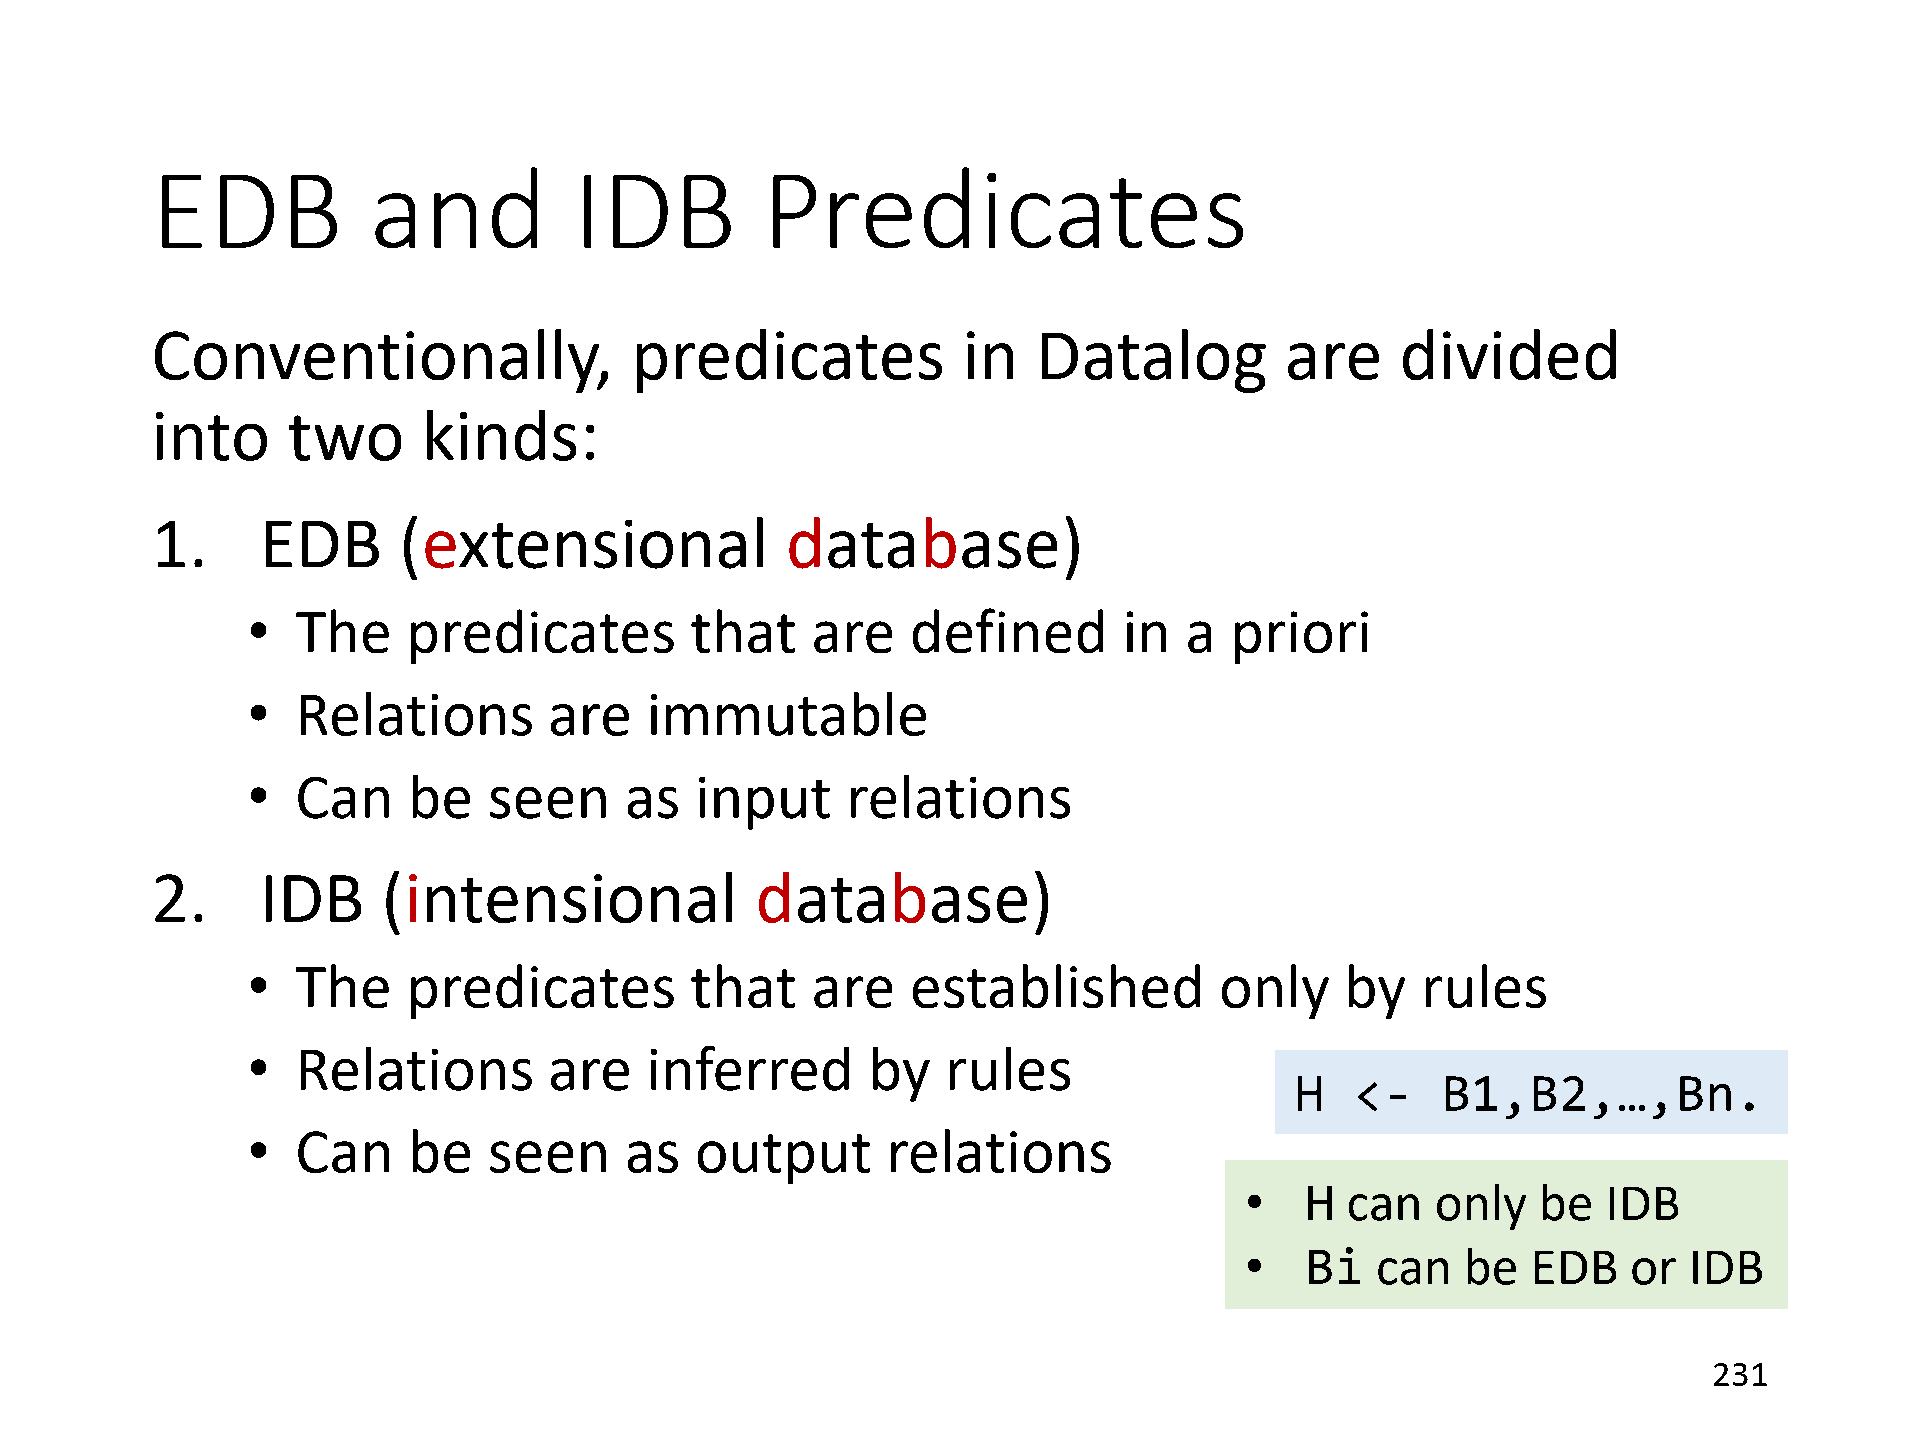 EDB and IDB Predicates
Conventionally, predicates in Datalog are divided
into two kinds:
1. EDB (extensional database)
• The predicates that are defined in a priori
• Relations are immutable
• Can be seen as input relations
2. IDB (intensional database)
• The predicates that are established only by rules
• Relations are inferred by rules
• Can be seen as output relations
H <- B1,B2,…,Bn.
• H can only be IDB
• Bi can be EDB or IDB
231